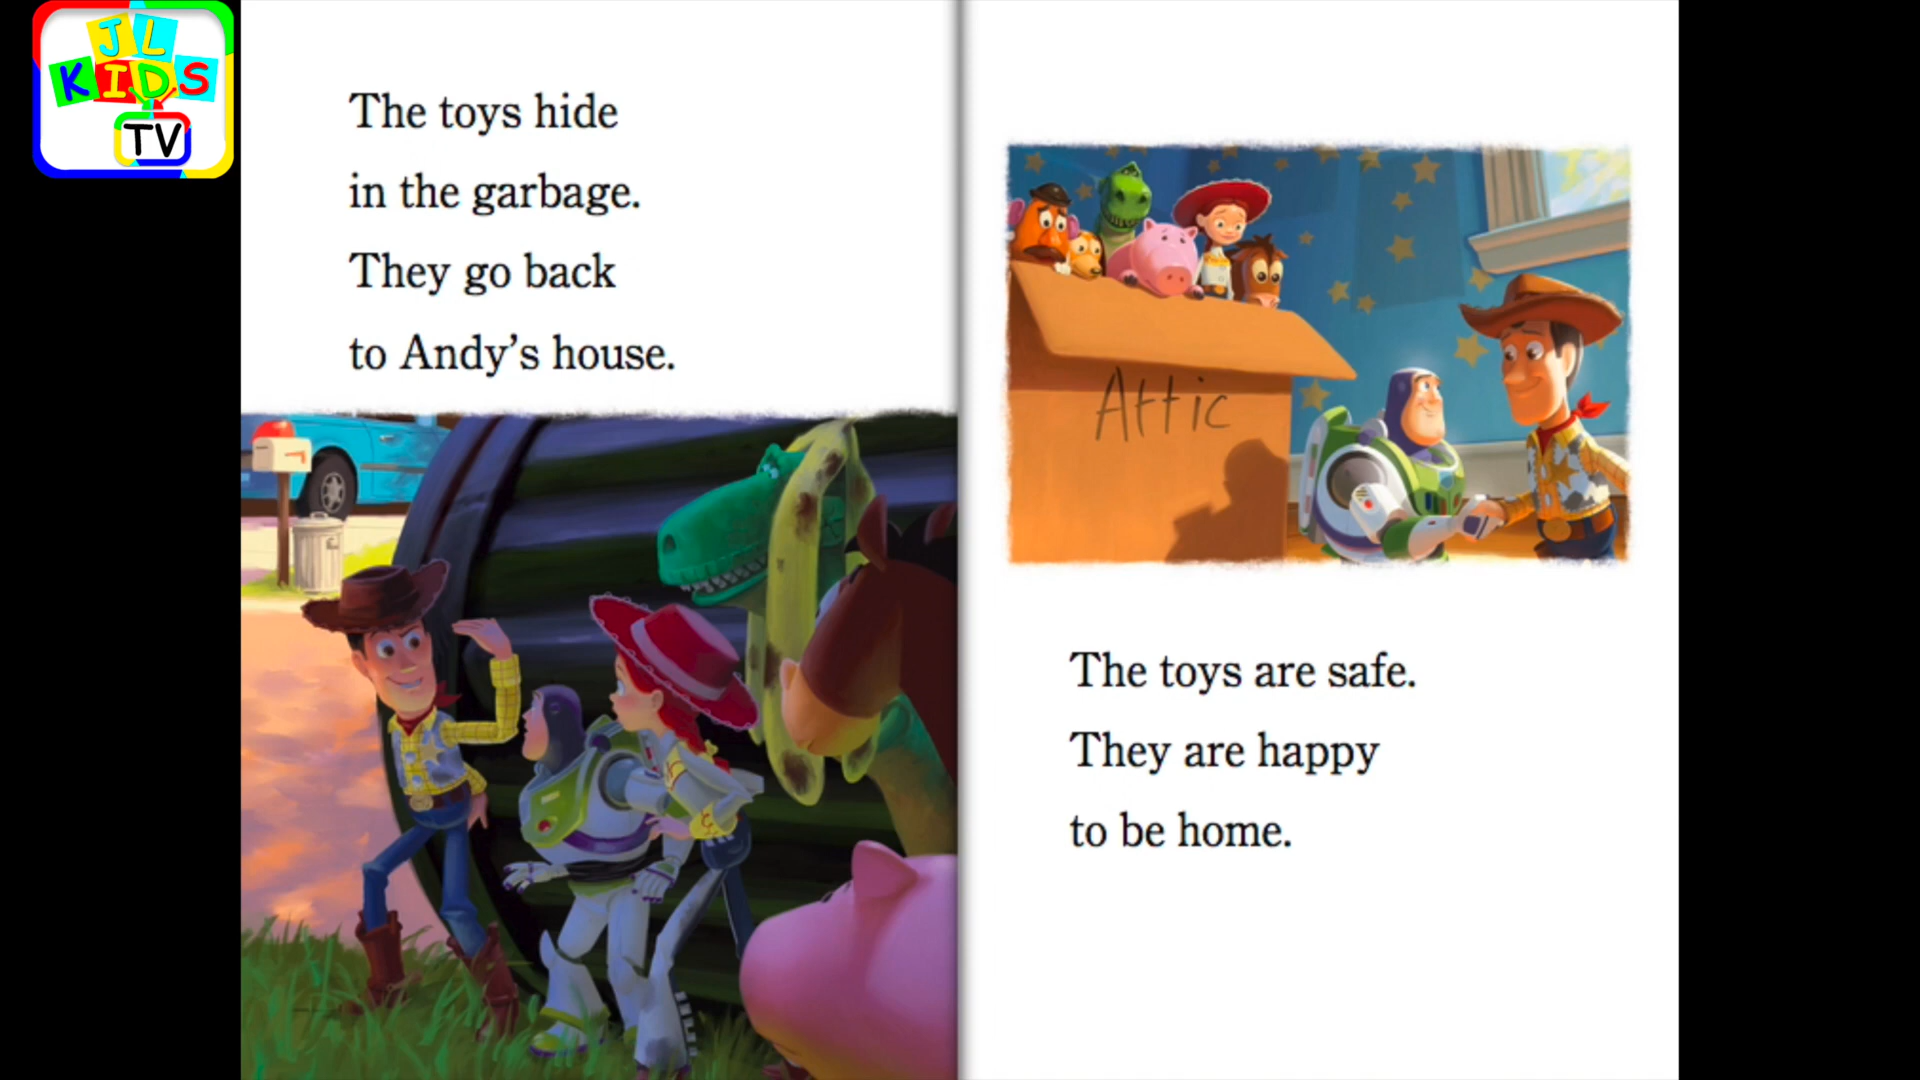 JL
KIDS
TV
The toys hide
in the garbage.
They go back
to Andy's house.
Attic
The toys are safe.
They are happy
to be home.